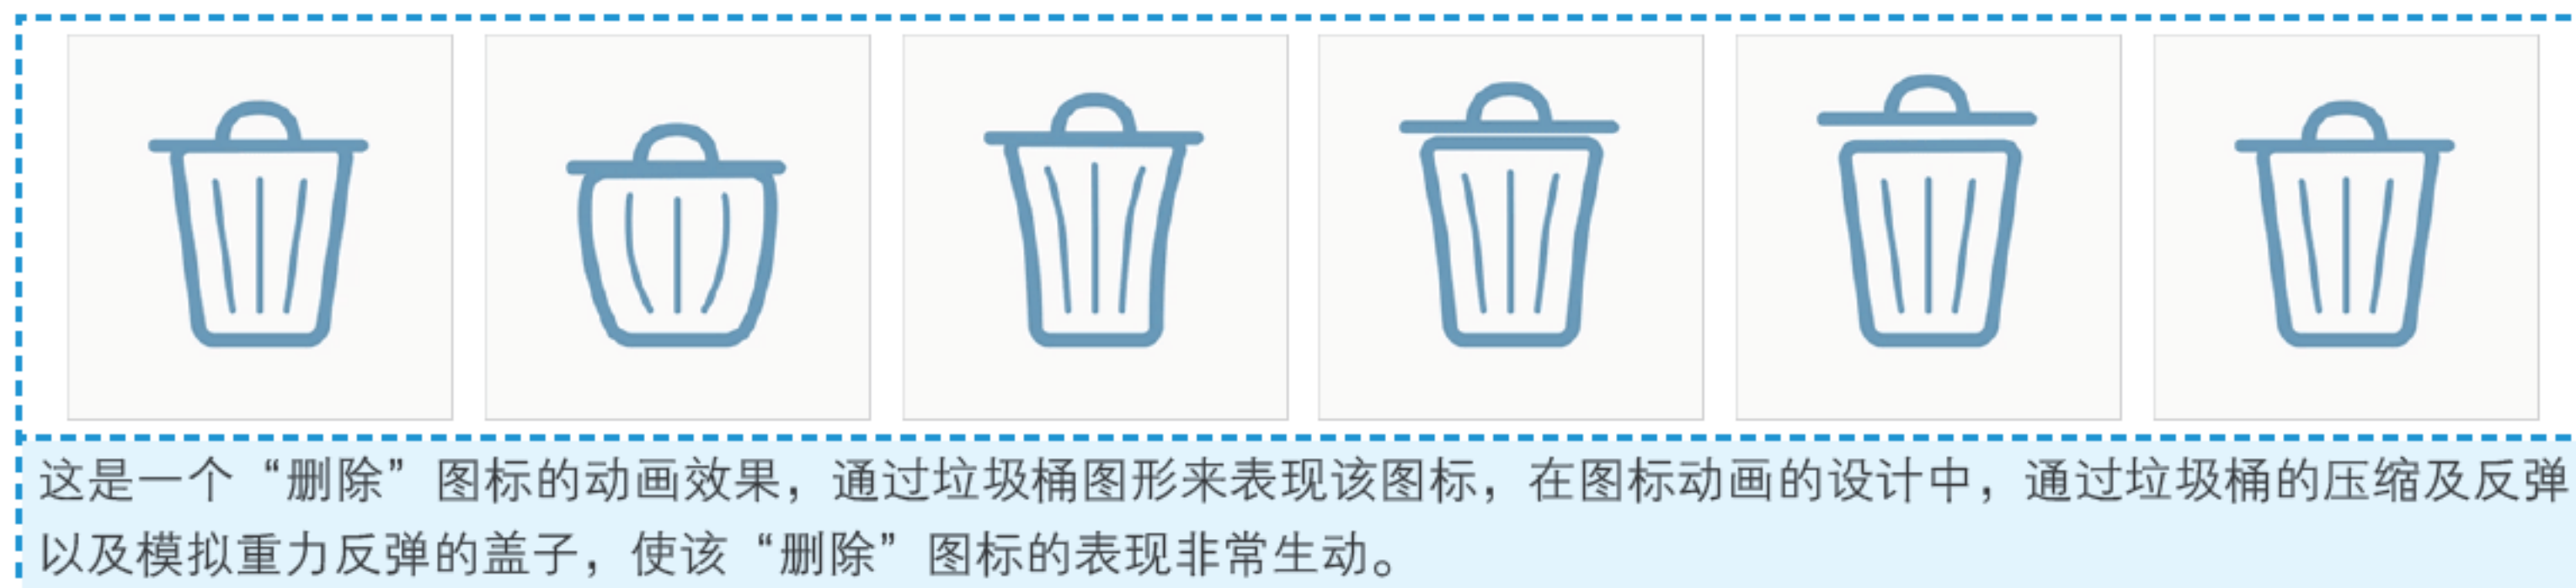 这是一个“删除”图标的动画效果，通过垃圾桶图形来表现该图标，在图标动画的设计中，通过垃圾桶的压缩及反弹
以及模拟重力反弹的盖子，使该“删除”图标的表现非常生动。